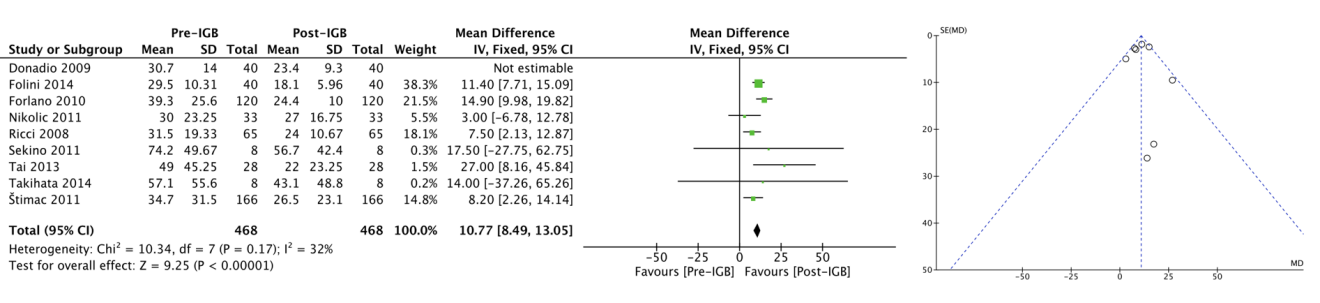 Pre-IGB Post-IGB Mean Difference Mean Difference
Study or Subgroup Mean SD Total Mean SD Total Weight IV, Fixed, 95% CI IV, Fixed, 95% CI
Donadio 2009 30.7 14 40 23.4 9.3 40 Not estimable
Folini 2014 29.5 10.31 40 18.1 5.96 40 38.3% 11.40 [7.71, 15.09]
Forlano 2010 39.3 25.6 120 24.4 10 120 21.5% 14.90 [9.98, 19.82]
Nikolic 2011 30 23.25 33 27 16.75 33 5.5% 3.00 [-6.78, 12.78]
Ricci 2008 31.5 19.33 65 24 10.67 65 18.1% 7.50 [2.13, 12.87]
Sekino 2011 74.2 49.67 8 56.7 42.4 8 0.3% 17.50 [-27.75, 62.75]
Tai 2013 49 45.25 28 22 23.25 28 1.5% 27.00 [8.16, 45.84]
Takihata 2014 57.1 55.6 8 43.1 48.8 8 0.2% 14.00 [-37.26, 65.26]
Štimac 2011 34.7 31.5 166 26.5 23.1 166 14.8% 8.20 [2.26, 14.14]
Total (95% CI) 468 468 100.0% 10.77 [8.49, 13.05]
Heterogeneity: Chi² = 10.34, df = 7 (P = 0.17); I² = 32%
Test for overall effect: Z = 9.25 (P < 0.00001)
-50 -25 0 25 50
Favours [Pre-IGB] Favours [Post-IGB]
SE(MD)
0
10
20
30
40
50
MD
-50 -25 0 25 50